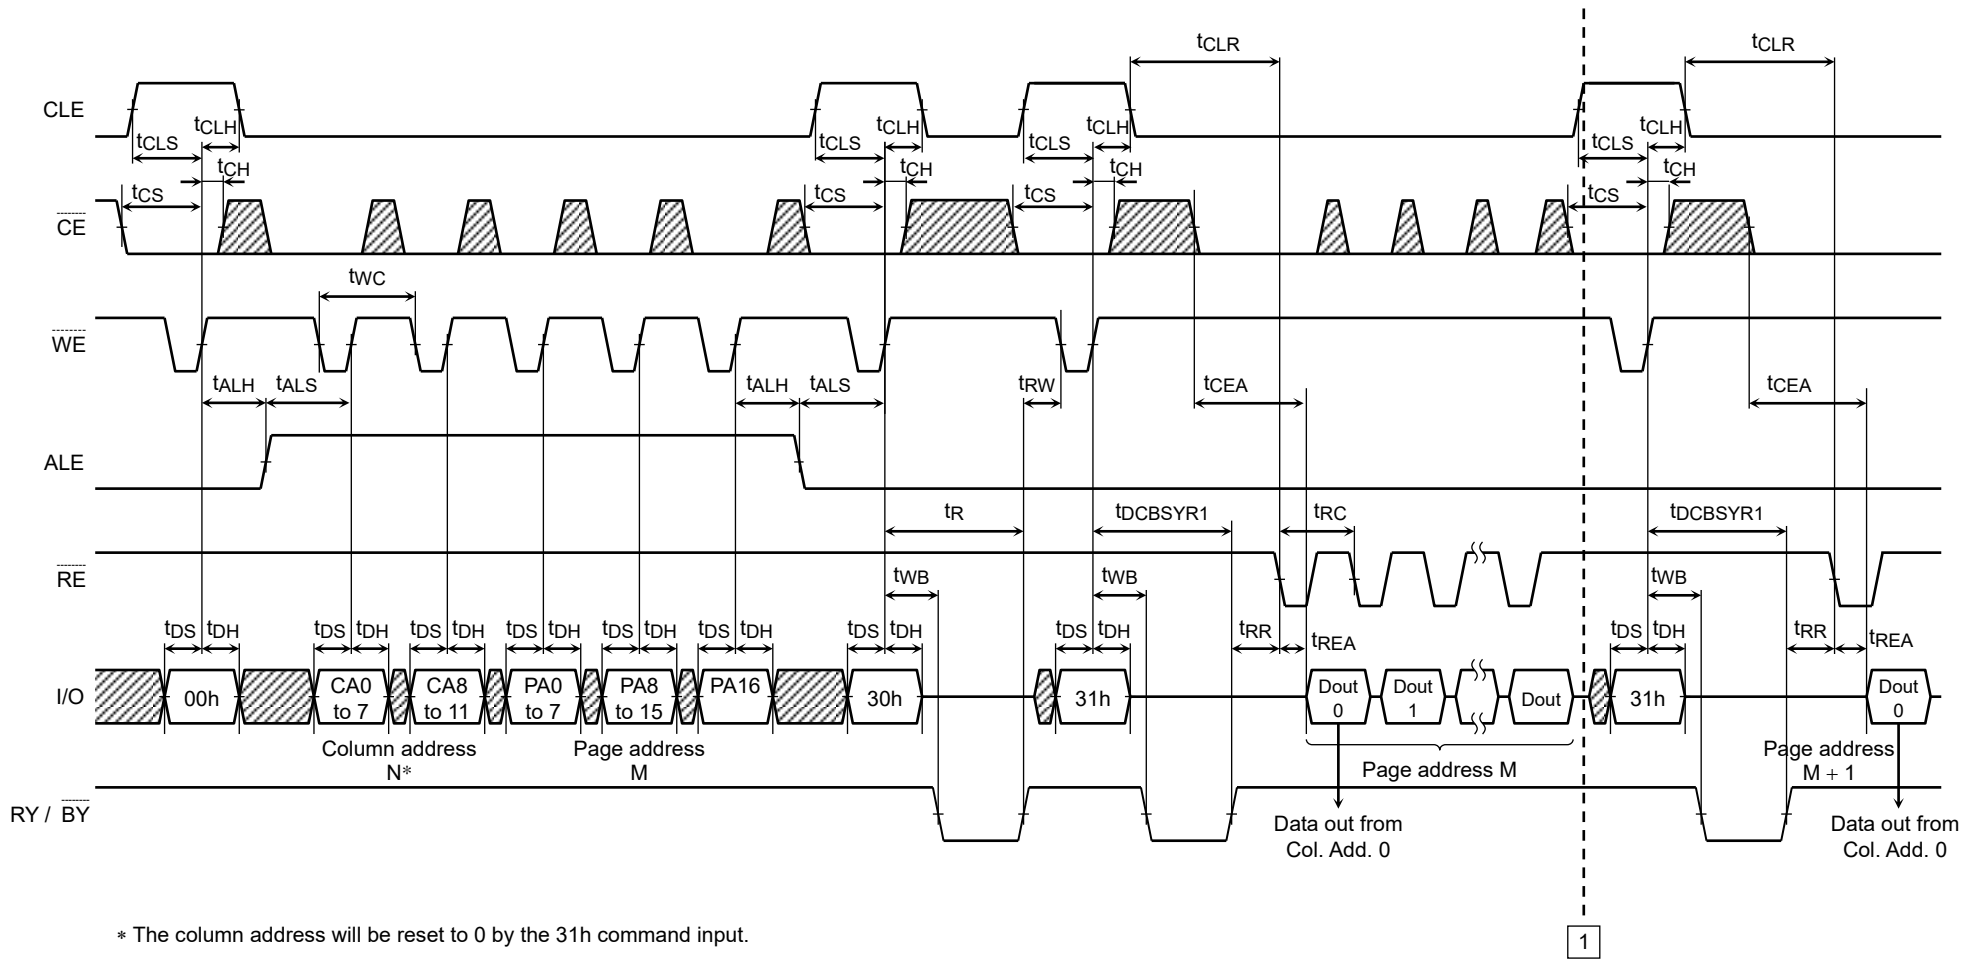 tCLR tCLR
CLE
tCLS tCLH tCLS tCLH tCLS tCLH tCLS tCLH
tCS tCH tCS tCH tCS tCH tCS tCH
CE
tWC
WE
tALH tALS tALH tALS tRW tCEA tCEA
ALE
tR tDCBSYR1 tRC tDCBSYR1
RE
tWB tWB tWB
tDS tDH tDS tDH tDS tDH tDS tDH tDS tDH tDS tDH tDS tDH tDS tDH tRR tREA tDS tDH tRR tREA
I/O
00h
CA0 to 7
CA8 to 11
PA0 to 7
PA8 to 15
PA16
30h
31h
Dout 0
Dout 1
Dout
31h
Dout 0
Column address N*
Page address M
Page address M
Page address M + 1
RY / BY
Data out from Col. Add. 0
Data out from Col. Add. 0
* The column address will be reset to 0 by the 31h command input.
1